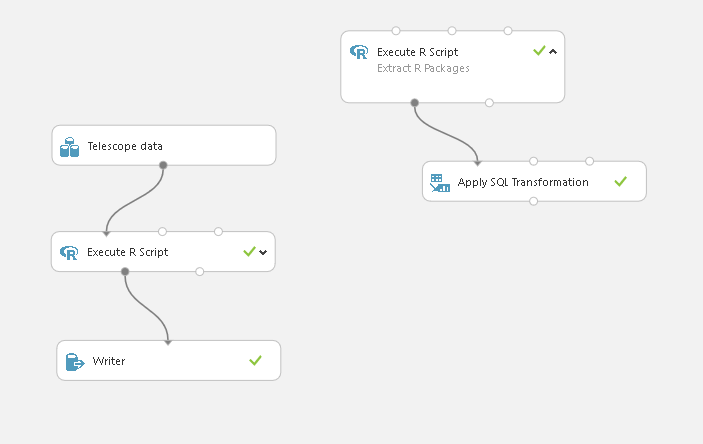 Execute R Script
Extract R Packages
Telescope data
Apply SQL Transformation
Execute R Script
Writer